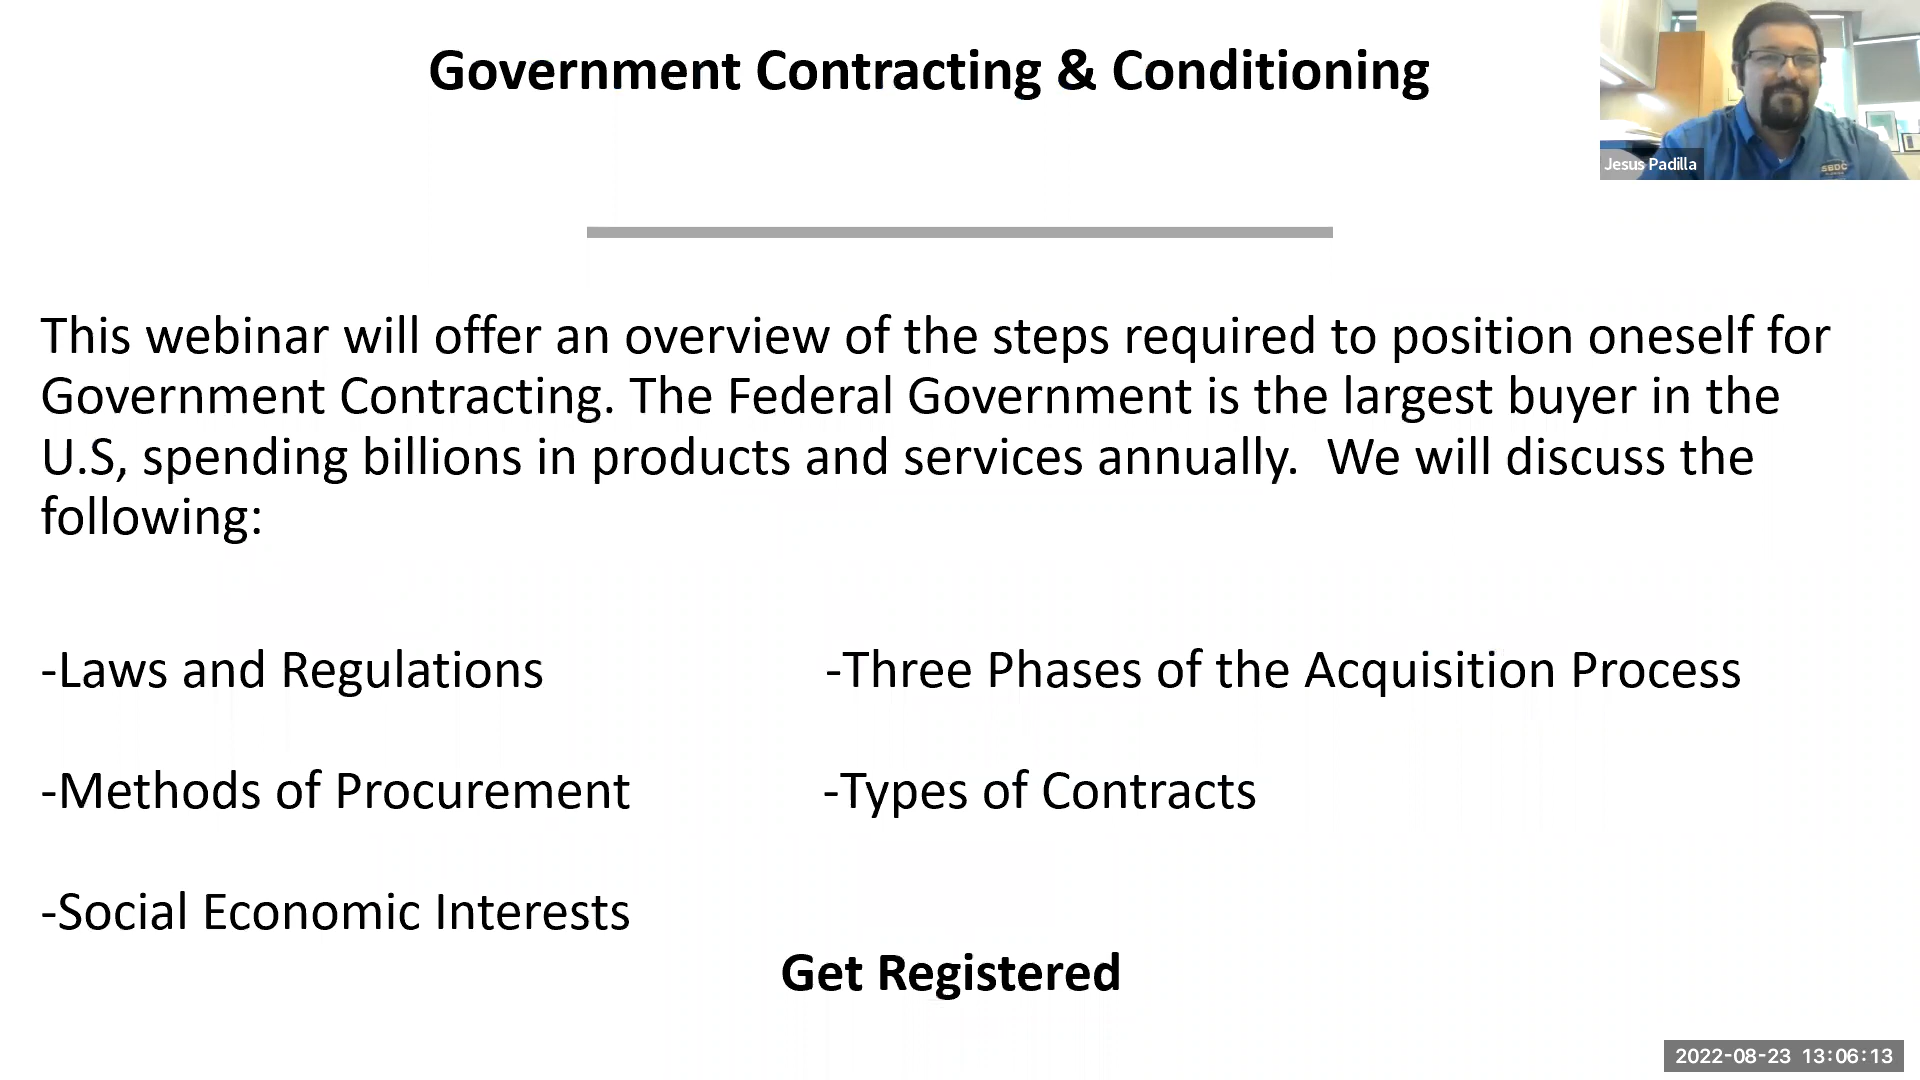 Government Contracting & Conditioning
Jesus Padilla
SBDC
This webinar will offer an overview of the steps required to position oneself for
Government Contracting. The Federal Government is the largest buyer in the
U.S, spending billions in products and services annually.  We will discuss the
following:
-Laws and Regulations
-Three Phases of the Acquisition Process
-Methods of Procurement
-Types of Contracts
-Social Economic Interests
Get Registered
2022-08-23 13:06:13